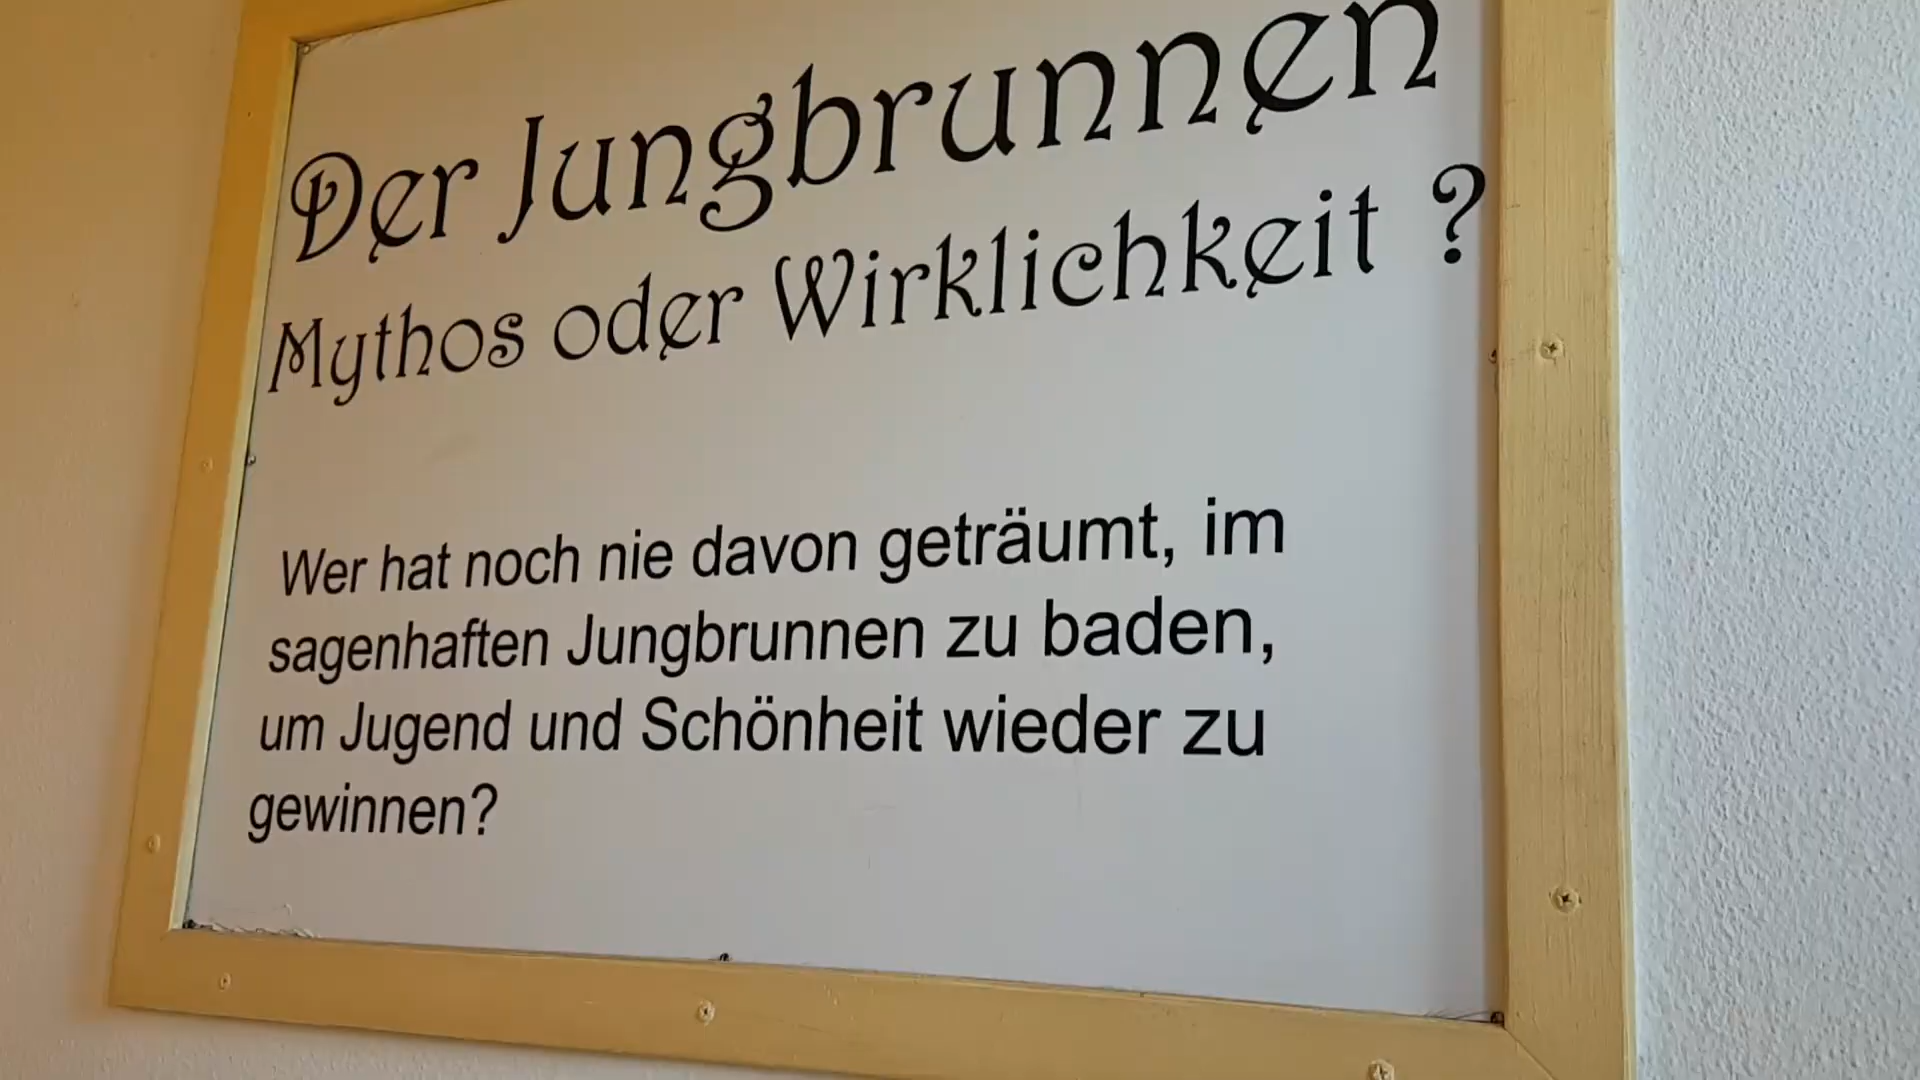 Der Jungbrunnen
Mythos oder Wirklichkeit ?
Wer hat noch nie davon geträumt, im
sagenhaften Jungbrunnen zu baden,
um Jugend und Schönheit wieder zu
gewinnen?